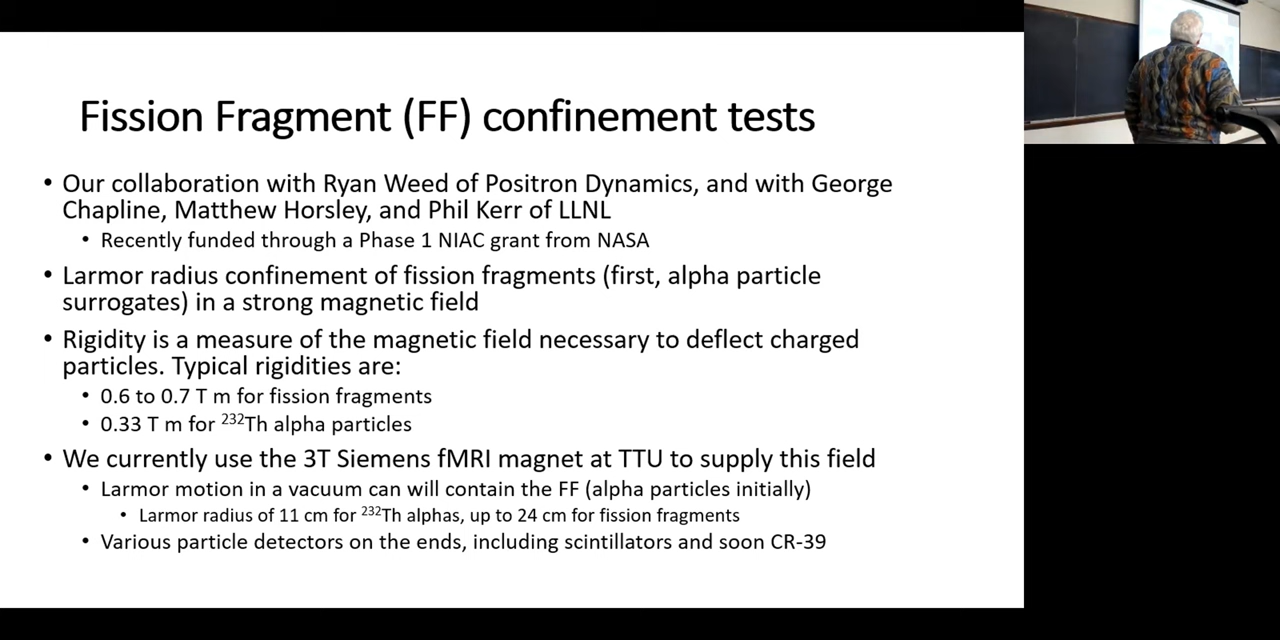 Fission Fragment (FF) confinement tests
• Our collaboration with Ryan Weed of Positron Dynamics, and with George
Chapline, Matthew Horsley, and Phil Kerr of LLNL
• Recently funded through a Phase 1 NIAC grant from NASA
• Larmor radius confinement of fission fragments (first, alpha particle
surrogates) in a strong magnetic field
• Rigidity is a measure of the magnetic field necessary to deflect charged
particles. Typical rigidities are:
• 0.6 to 0.7 T m for fission fragments
• 0.33 T m for ²³²Th alpha particles
• We currently use the 3T Siemens fMRI magnet at TTU to supply this field
• Larmor motion in a vacuum can will contain the FF (alpha particles initially)
• Larmor radius of 11 cm for ²³²Th alphas, up to 24 cm for fission fragments
• Various particle detectors on the ends, including scintillators and soon CR-39